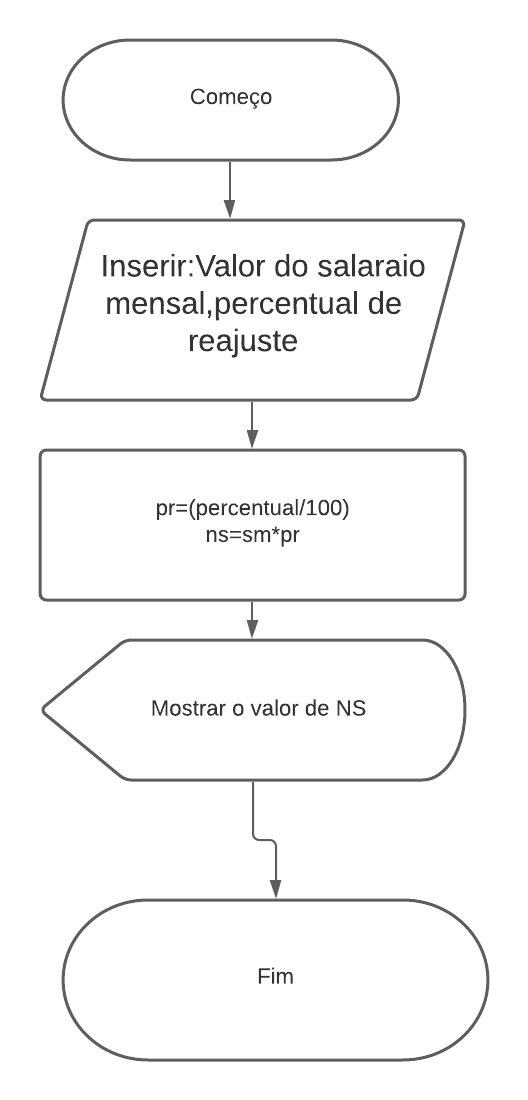 Começo
Inserir:Valor do salaraio
mensal,percentual de
reajuste
pr=(percentual/100)
ns=sm*pr
Mostrar o valor de NS
Fim